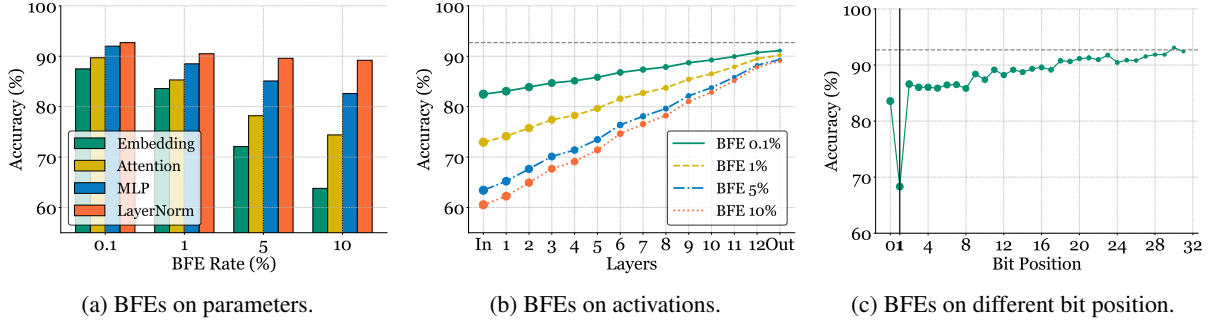 100
90
80
70
60
Accuracy (%)
Embedding
Attention
MLP
LayerNorm
0.1 1 5 10
BFE Rate (%)
(a) BFEs on parameters.
100
90
80
70
60
Accuracy (%)
BFE 0.1%
BFE 1%
BFE 5%
BFE 10%
In 1 2 3 4 5 6 7 8 9 10 11 12 Out
Layers
(b) BFEs on activations.
100
90
80
70
60
Accuracy (%)
0 1 4 8 12 16 20 24 28 32
Bit Position
(c) BFEs on different bit position.